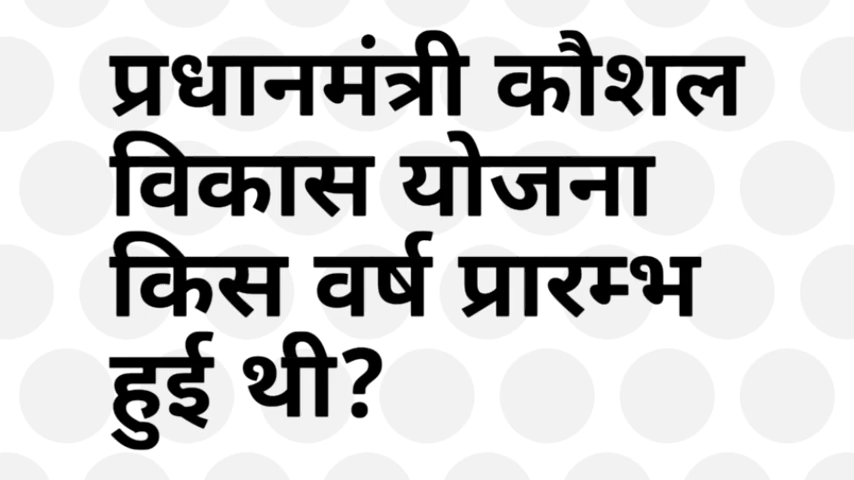 प्रधानमंत्री कौशल
विकास योजना
किस वर्ष प्रारम्भ
हुई थी?